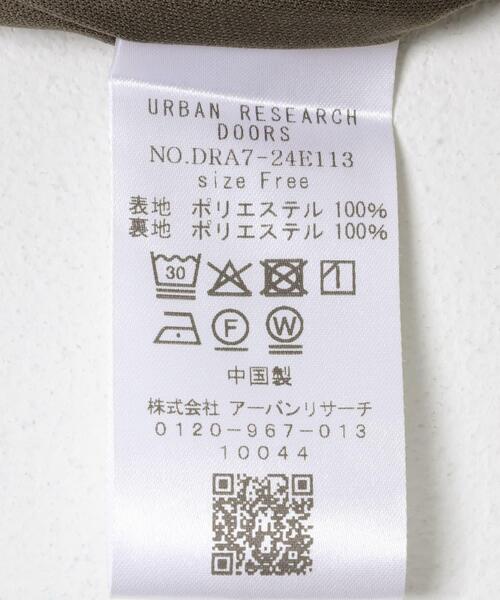 URBAN RESEARCH
DOORS
NO.DRA7-24E113
size Free
表地 ポリエステル 100%
裏地 ポリエステル 100%
30
F W
中国製
株式会社 アーバンリサーチ
0120-967-013
10044